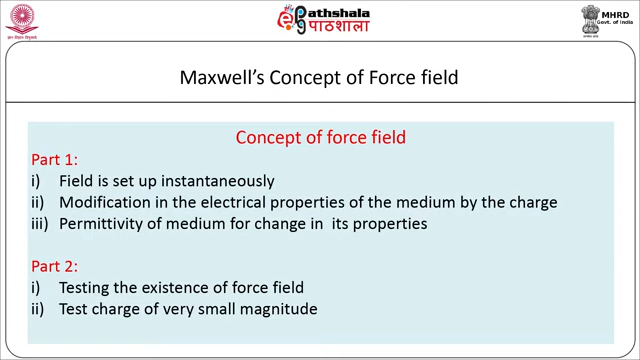 ePathshala
पाठशाला
MHRD
Govt. of India
Maxwell's Concept of Force field
Concept of force field
Part 1:
i) Field is set up instantaneously
ii) Modification in the electrical properties of the medium by the charge
iii) Permittivity of medium for change in its properties
Part 2:
i) Testing the existence of force field
ii) Test charge of very small magnitude